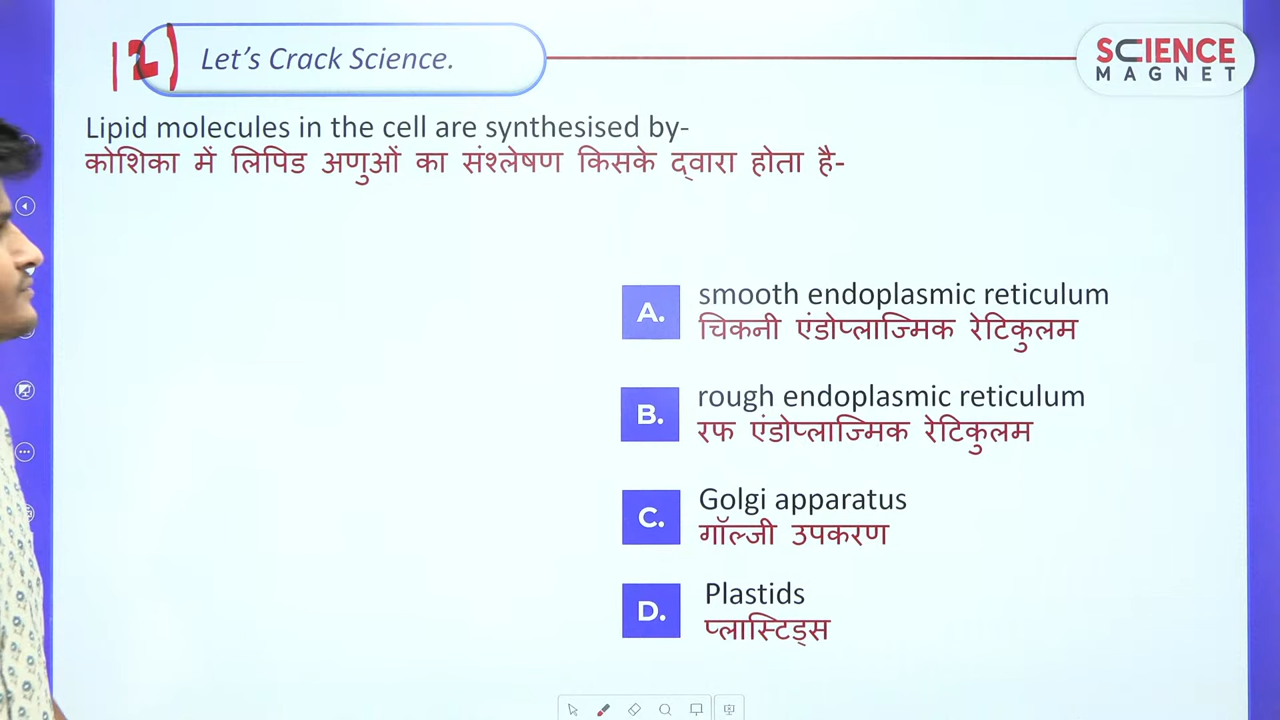 12)
Let's Crack Science.
SCIENCE
MAGNET
Lipid molecules in the cell are synthesised by-
कोशिका में लिपिड अणुओं का संश्लेषण किसके द्वारा होता है-
A.
smooth endoplasmic reticulum
चिकनी एंडोप्लाज्मिक रेटिकुलम
B.
rough endoplasmic reticulum
रफ एंडोप्लाज्मिक रेटिकुलम
C.
Golgi apparatus
गॉल्जी उपकरण
D.
Plastids
प्लास्टिड्स